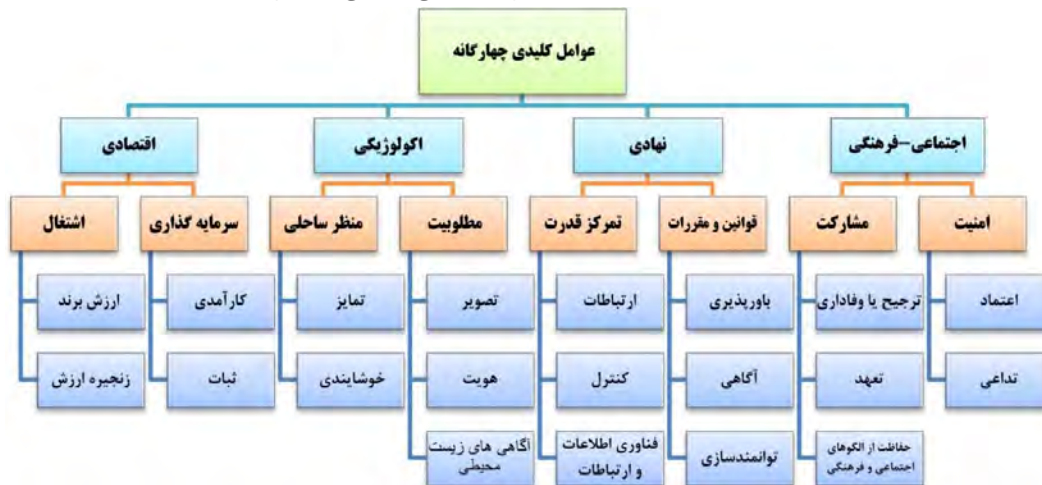 عوامل کلیدی چهارگانه
اجتماعی-فرهنگی
نهادی
اکولوژیکی
اقتصادی
امنیت
مشارکت
قوانین و مقررات
تمرکز قدرت
مطلوبیت
منظر ساحلی
سرمایه گذاری
اشتغال
اعتماد
ترجیح یا وفاداری
باورپذیری
ارتباطات
تصویر
تمایز
کارآمدی
ارزش برند
تداعی
تعهد
آگاهی
کنترل
هویت
خوشایندی
ثبات
زنجیره ارزش
حفاظت از الگوهای
اجتماعی و فرهنگی
توانمندسازی
فناوری اطلاعات
و ارتباطات
آگاهی های زیست
محیطی